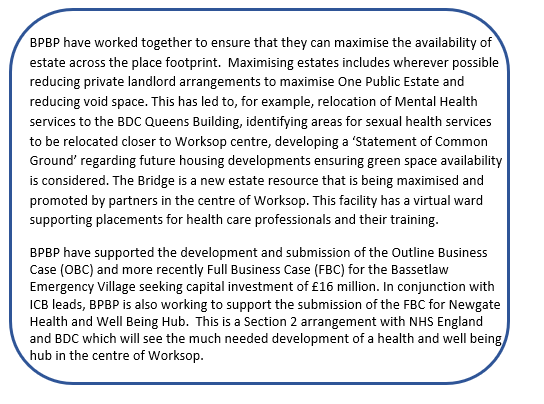 BPBP have worked together to ensure that they can maximise the availability of
estate across the place footprint.  Maximising estates includes wherever possible
reducing private landlord arrangements to maximise One Public Estate and
reducing void space. This has led to, for example, relocation of Mental Health
services to the BDC Queens Building, identifying areas for sexual health services
to be relocated closer to Worksop centre, developing a ‘Statement of Common
Ground’ regarding future housing developments ensuring green space availability
is considered. The Bridge is a new estate resource that is being maximised and
promoted by partners in the centre of Worksop. This facility has a virtual ward
supporting placements for health care professionals and their training.
BPBP have supported the development and submission of the Outline Business
Case (OBC) and more recently Full Business Case (FBC) for the Bassetlaw
Emergency Village seeking capital investment of £16 million. In conjunction with
ICB leads, BPBP is also working to support the submission of the FBC for Newgate
Health and Well Being Hub.  This is a Section 2 arrangement with NHS England
and BDC which will see the much needed development of a health and well being
hub in the centre of Worksop.